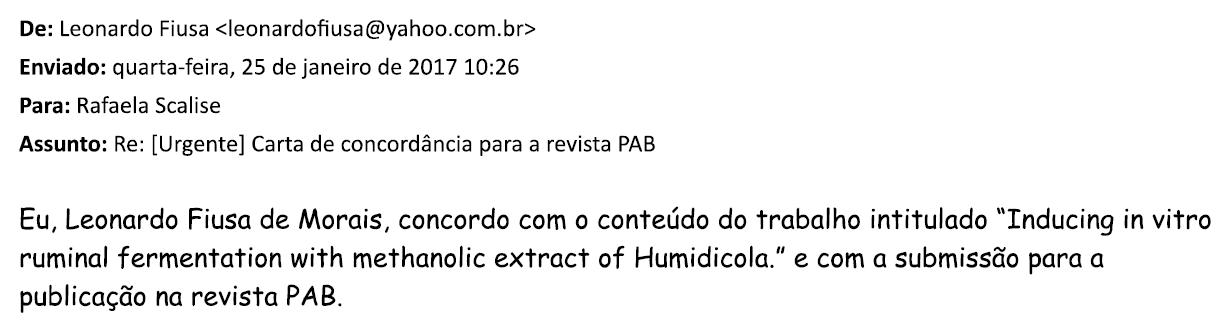 De: Leonardo Fiusa <leonardofiusa@yahoo.com.br>
Enviado: quarta-feira, 25 de janeiro de 2017 10:26
Para: Rafaela Scalise
Assunto: Re: [Urgente] Carta de concordância para a revista PAB
Eu, Leonardo Fiusa de Morais, concordo com o conteúdo do trabalho intitulado “Inducing in vitro
ruminal fermentation with methanolic extract of Humidicola.” e com a submissão para a
publicação na revista PAB.